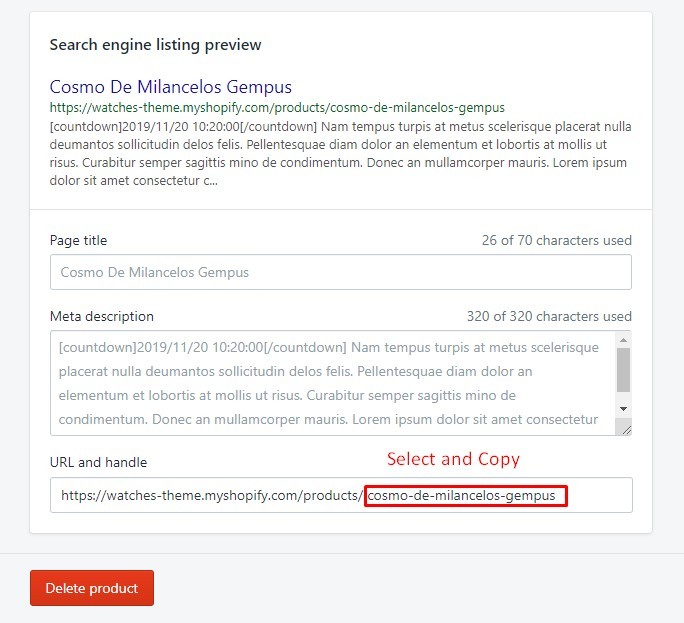 Search engine listing preview
Cosmo De Milancelos Gempus
https://watches-theme.myshopify.com/products/cosmo-de-milancelos-gempus
[countdown]2019/11/20 10:20:00[/countdown] Nam tempus turpis at metus scelerisque placerat nulla
deumantos sollicitudin delos felis. Pellentesque diam dolor an elementum et lobortis at mollis ut
risus. Curabitur semper sagittis mino de condimentum. Donec an mullamcorper mauris. Lorem ipsum
dolor sit amet consectetur c...
Page title
26 of 70 characters used
Cosmo De Milancelos Gempus
Meta description
320 of 320 characters used
[countdown]2019/11/20 10:20:00[/countdown] Nam tempus turpis at metus scelerisque
placerat nulla deumantos sollicitudin delos felis. Pellentesque diam dolor an
elementum et lobortis at mollis ut risus. Curabitur semper sagittis mino de
condimentum. Donec an mullamcorper mauris. Lorem ipsum dolor sit amet consectetur
URL and handle
Select and Copy
https://watches-theme.myshopify.com/products/cosmo-de-milancelos-gempus
Delete product